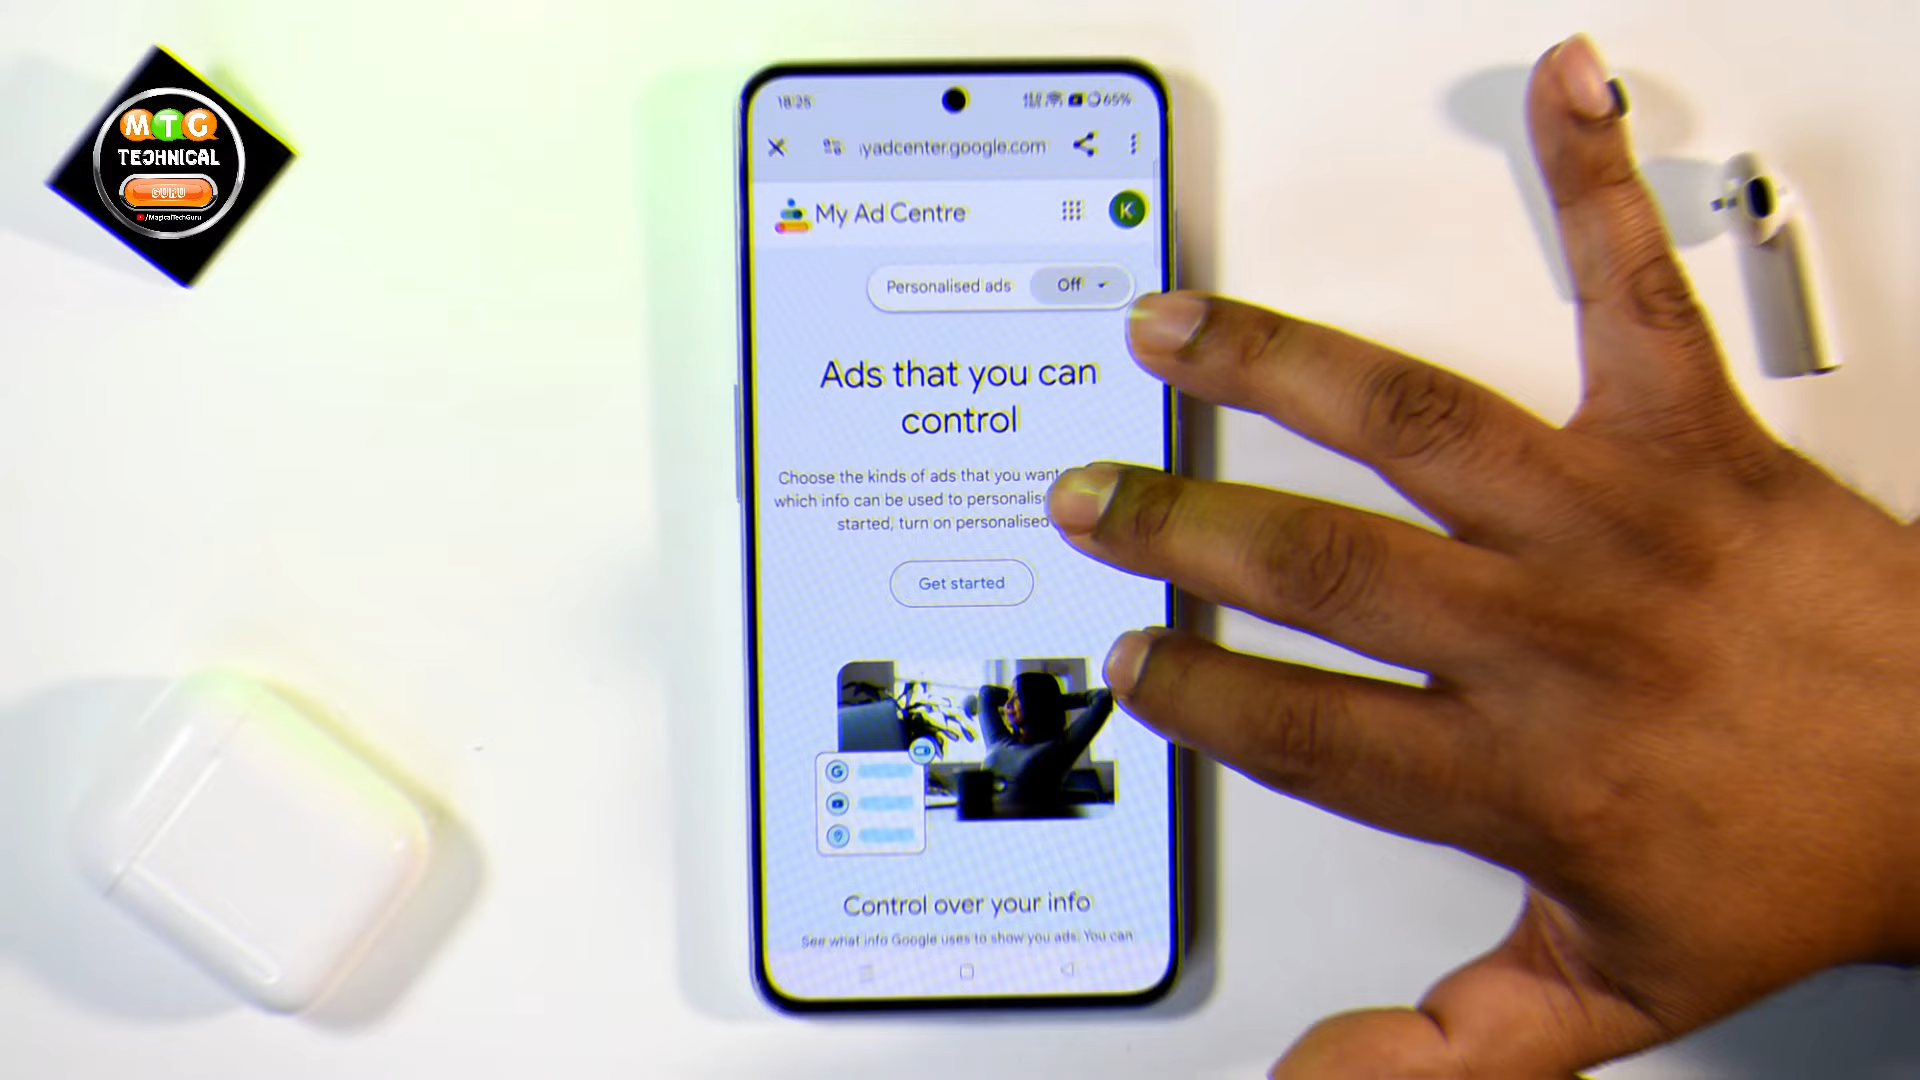 MTG
TECHNICAL
GURU
/MagicalTechGuru
18:25
65%
yadcenter.google.com
My Ad Centre
K
Personalised ads
Off
Ads that you can
control
Choose the kinds of ads that you want
which info can be used to personalise
started, turn on personalised
Get started
G
Control over your info
See what info Google uses to show you ads. You can